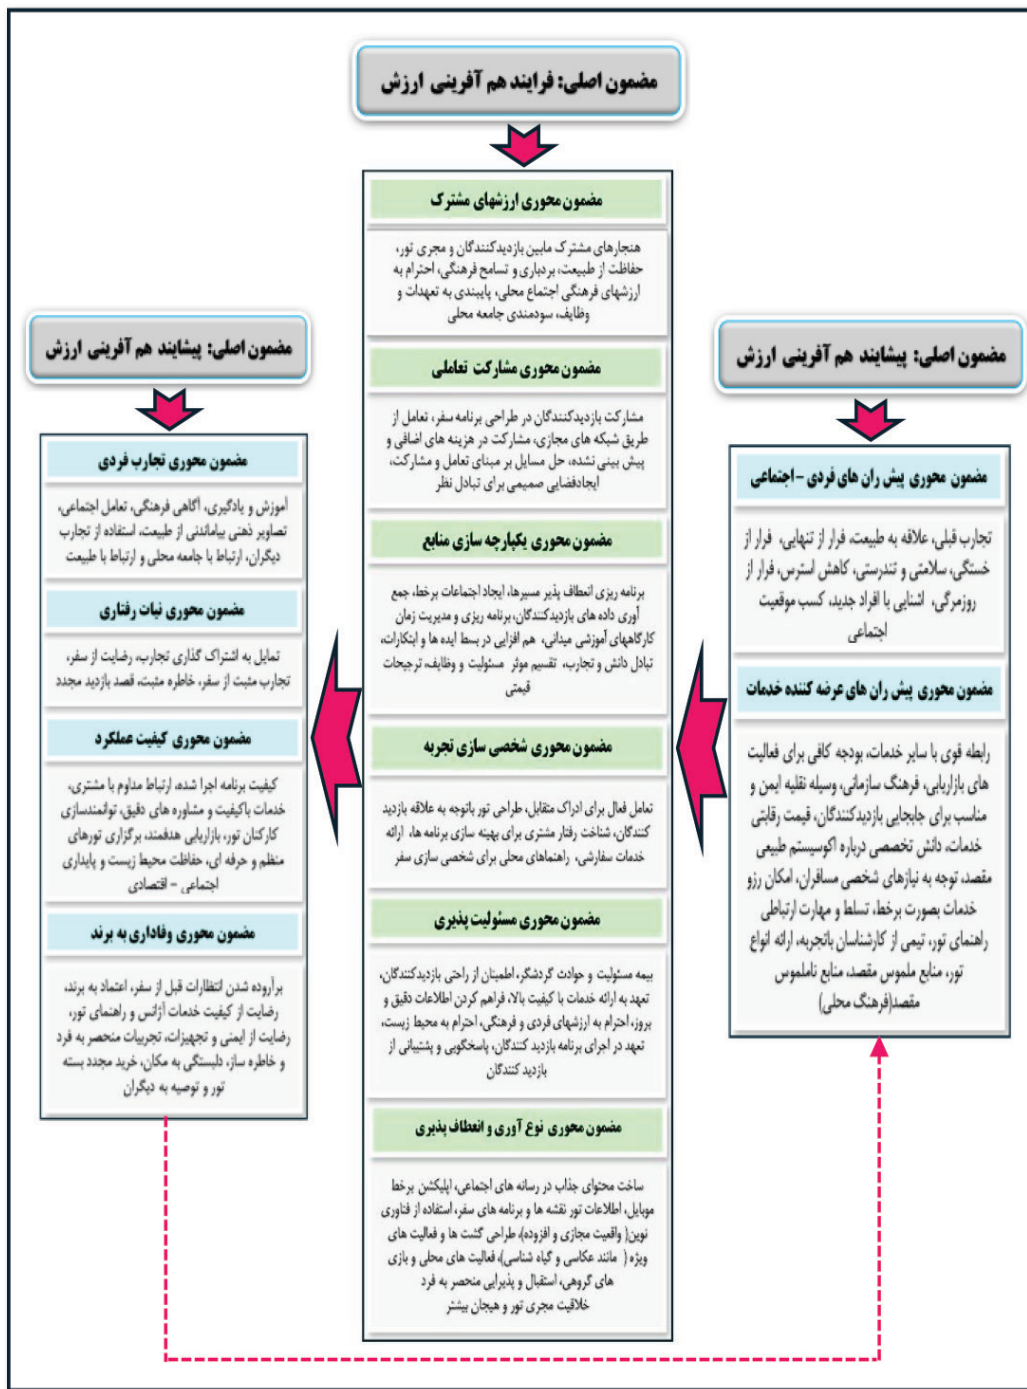 مضمون اصلی: فرایند هم آفرینی ارزش
مضمون محوری ارزشهای مشترک
هنجارهای مشترک مابین بازدیدکنندگان و مجری تور،
حفاظت از طبیعت، بردباری و تسامح فرهنگی، احترام به
ارزشهای فرهنگی اجتماع محلی، پایبندی به تعهدات و
وظایف، سودمندی جامعه محلی
مضمون محوری مشارکت تعاملی
مشارکت بازدیدکنندگان در طراحی برنامه سفر، تعامل از
طریق شبکه های مجازی، مشارکت در هزینه های اضافی و
پیش بینی نشده، حل مسایل بر مبنای تعامل و مشارکت،
ایجادفضایی صمیمی برای تبادل نظر
مضمون محوری یکپارچه سازی منابع
برنامه ریزی انعطاف پذیر مسیرها، ایجاد اجتماعات برخط، جمع
آوری داده های بازدیدکنندگان، برنامه ریزی و مدیریت زمان
کارگاههای آموزشی میدانی، هم افزایی در بسط ایده ها و ابتکارات،
تبادل دانش و تجارب، تقسیم موثر مسئولیت و وظایف، ترجیحات
قیمتی
مضمون محوری شخصی سازی تجربه
تعامل فعال برای ادراک متقابل، طراحی تور باتوجه به علاقه بازدید
کنندگان، شناخت رفتار مشتری برای بهینه سازی برنامه ها، ارائه
خدمات سفارشی، راهنماهای محلی برای شخصی سازی سفر
مضمون محوری مسئولیت پذیری
بیمه مسئولیت و حوادث گردشگر، اطمینان از راحتی بازدیدکنندگان،
تعهد به ارائه خدمات با کیفیت بالا، فراهم کردن اطلاعات دقیق و
بروز، احترام به ارزشهای فردی و فرهنگی، احترام به محیط زیست،
تعهد در اجرای برنامه بازدید کنندگان، پاسخگویی و پشتیبانی از
بازدید کنندگان
مضمون محوری نوع آوری و انعطاف پذیری
ساخت محتوای جذاب در رسانه های اجتماعی، اپلیکشن برخط
موبایل، اطلاعات تور نقشه ها و برنامه های سفر، استفاده از فناوری
نوین( واقعیت مجازی و افزوده)، طراحی گشت ها و فعالیت های
ویژه ( مانند عکاسی و گیاه شناسی)، فعالیت های محلی و بازی
های گروهی، استقبال و پذیرایی منحصر به فرد
خلاقیت مجری تور و هیجان بیشتر
مضمون اصلی: پیشایند هم آفرینی ارزش
مضمون محوری پیش ران های فردی – اجتماعی
تجارب قبلی، علاقه به طبیعت، فرار از تنهایی، فرار از
خستگی، سلامتی و تندرستی، کاهش استرس، فرار از
روزمرگی، اشنایی با افراد جدید، کسب موقعیت
اجتماعی
مضمون محوری پیش ران های عرضه کننده خدمات
رابطه قوی با سایر خدمات، بودجه کافی برای فعالیت
های بازاریابی، فرهنگ سازمانی، وسیله نقلیه ایمن و
مناسب برای جابجایی بازدیدکنندگان، قیمت رقابتی
خدمات، دانش تخصصی درباره اکوسیستم طبیعی
مقصد، توجه به نیازهای شخصی مسافران، امکان رزو
خدمات بصورت برخط، تسلط و مهارت ارتباطی
راهنمای تور، تیمی از کارشناسان باتجربه، ارائه انواع
تور، منابع ملموس مقصد، منابع ناملموس
مقصد(فرهنگ محلی)
مضمون اصلی: پیشایند هم آفرینی ارزش
مضمون محوری تجارب فردی
آموزش و یادگیری، آگاهی فرهنگی، تعامل اجتماعی،
تصاویر ذهنی بیاماندنی از طبیعت، استفاده از تجارب
دیگران، ارتباط با جامعه محلی و ارتباط با طبیعت
مضمون محوری نیات رفتاری
تمایل به اشتراک گذاری تجارب، رضایت از سفر،
تجارب مثبت از سفر، خاطره مثبت، قصد بازدید مجدد
مضمون محوری کیفیت عملکرد
کیفیت برنامه اجرا شده، ارتباط مداوم با مشتری،
خدمات باکیفیت و مشاوره های دقیق، توانمندسازی
کارکنان تور، بازاریابی هدفمند، برگزاری تورهای
منظم و حرفه ای، حفاظت محیط زیست و پایداری
اجتماعی – اقتصادی
مضمون محوری وفاداری به برند
برآروده شدن انتظارات قبل از سفر، اعتماد به برند،
رضایت از کیفیت خدمات آژانس و راهنمای تور،
رضایت از ایمنی و تجهیزات، تجربیات منحصر به فرد
و خاطره ساز، دلبستگی به مکان، خرید مجدد بسته
تور و توصیه به دیگران